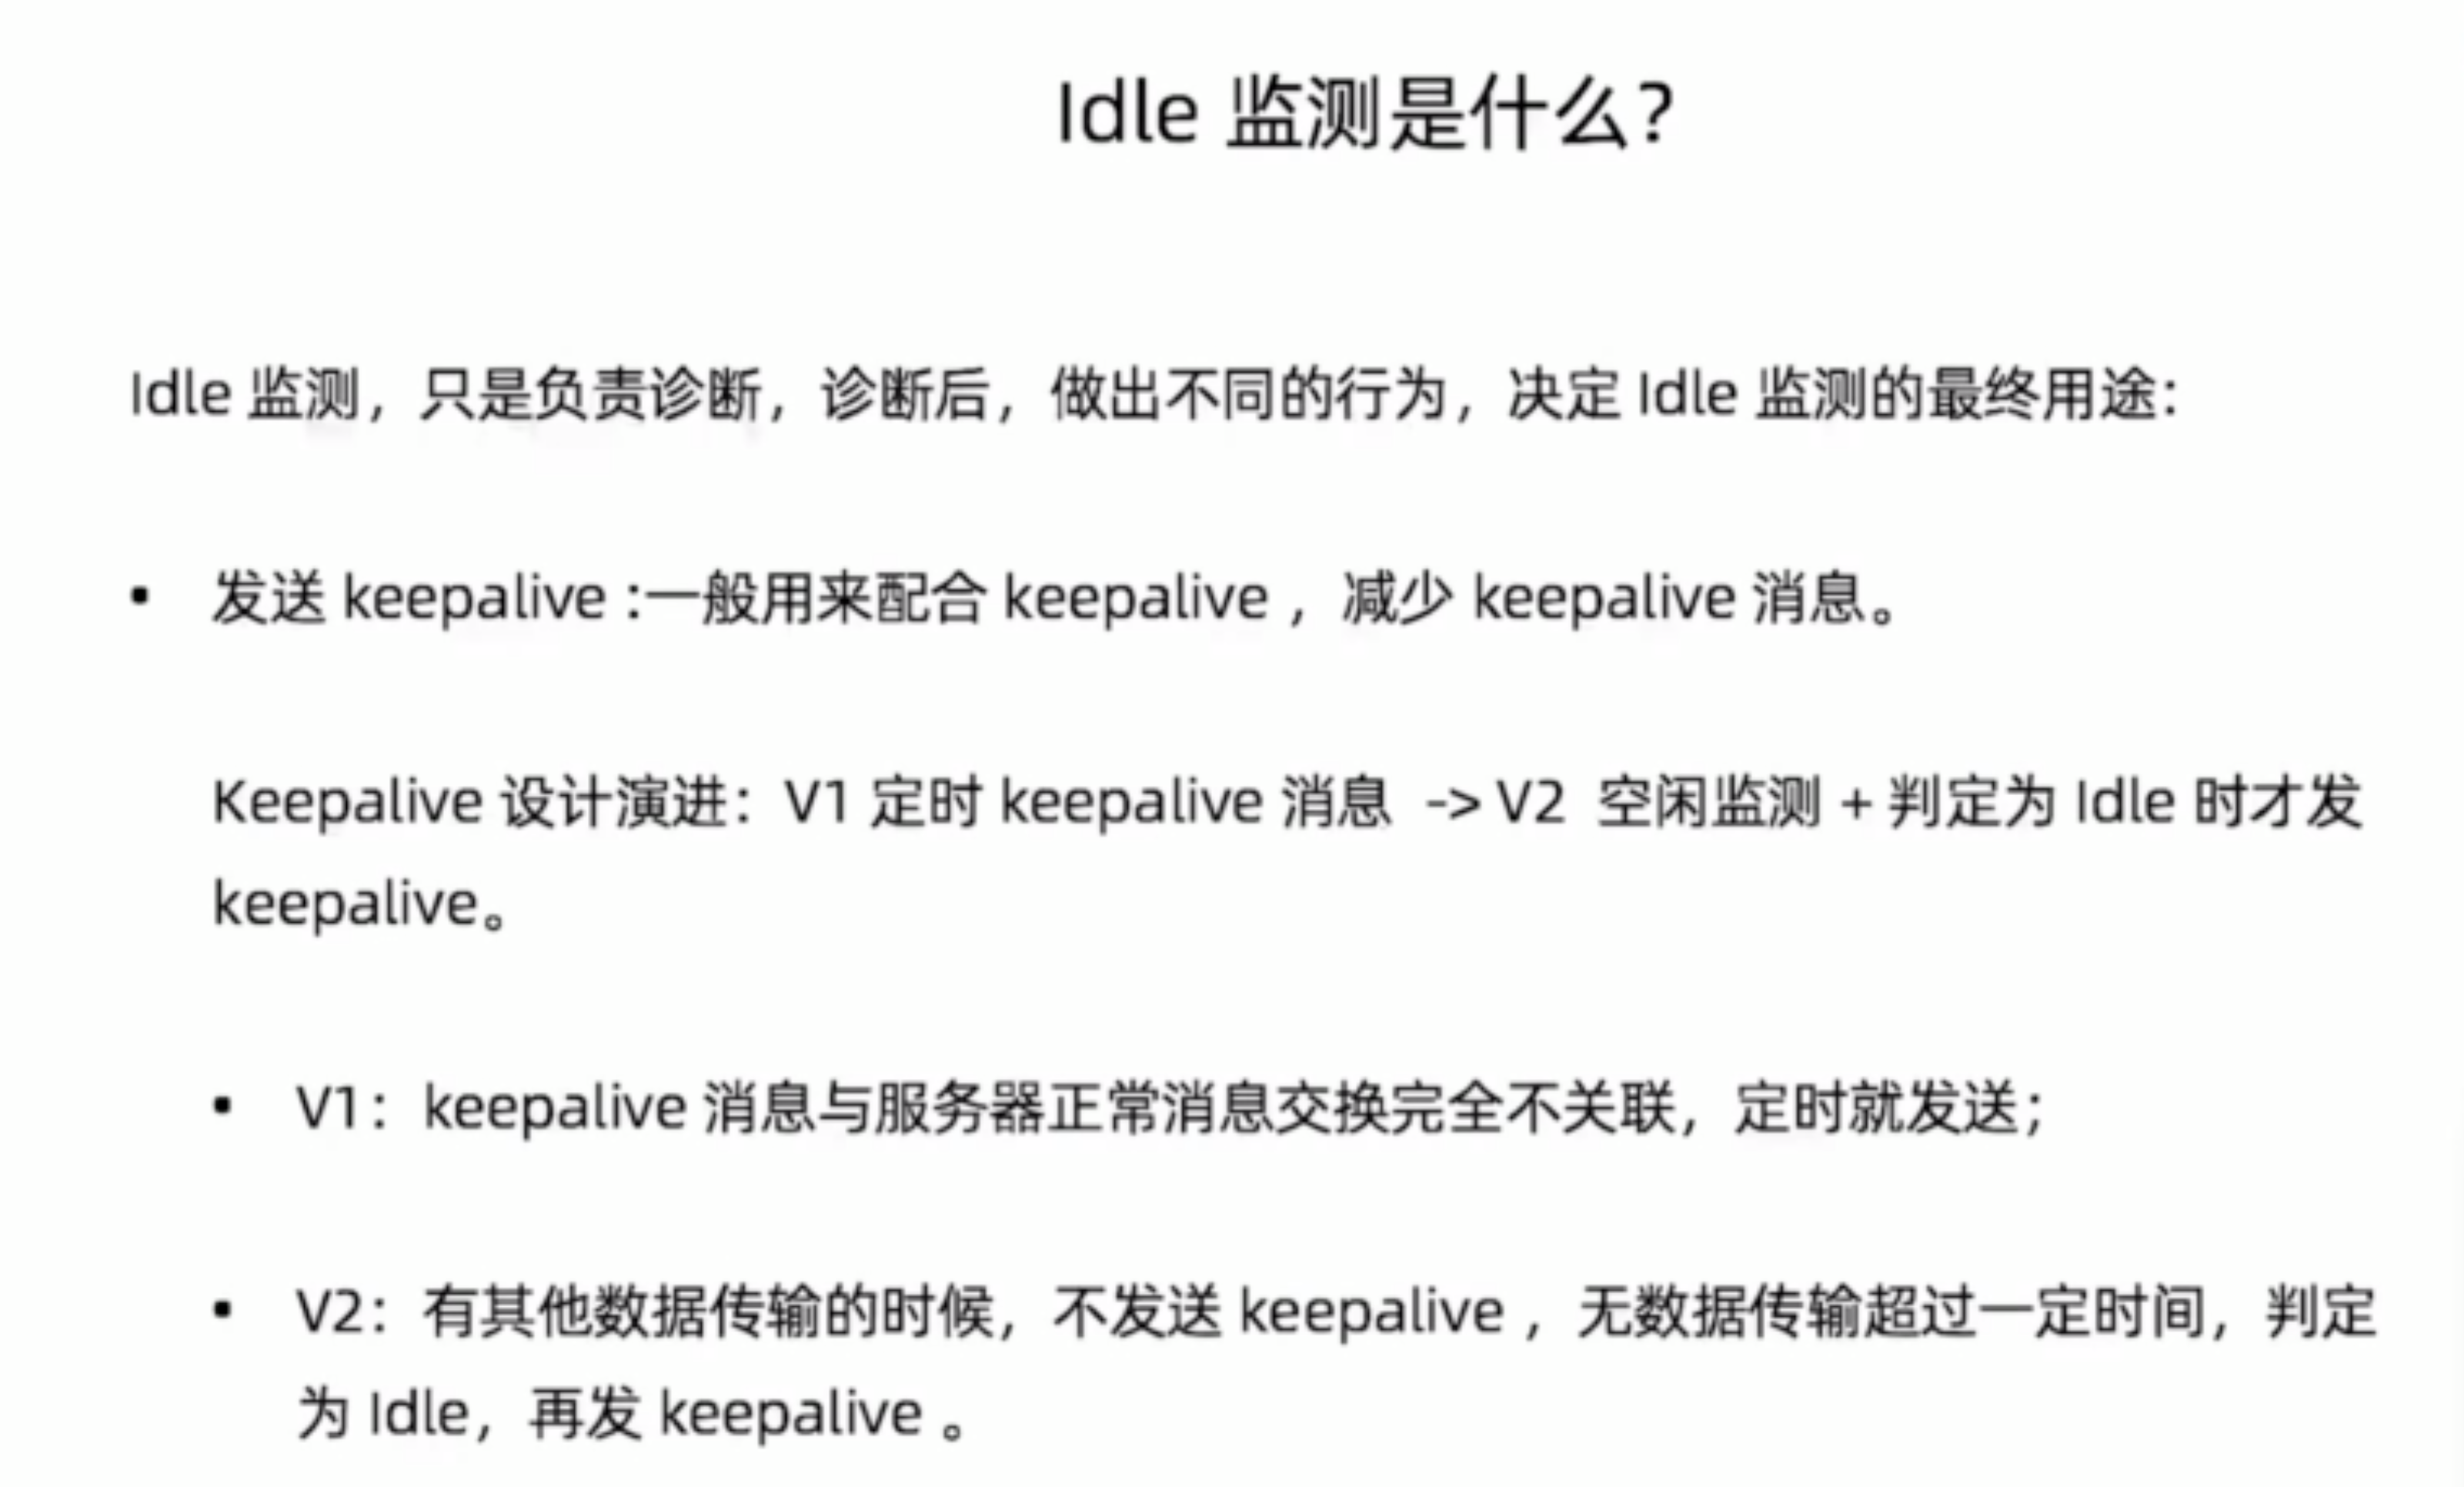 Idle 监测是什么?
Idle 监测，只是负责诊断，诊断后，做出不同的行为，决定 Idle 监测的最终用途：
• 发送 keepalive :一般用来配合 keepalive ，减少 keepalive 消息。
Keepalive 设计演进：V1 定时 keepalive 消息 -> V2 空闲监测 + 判定为 Idle 时才发
keepalive。
• V1：keepalive 消息与服务器正常消息交换完全不关联，定时就发送；
• V2：有其他数据传输的时候，不发送 keepalive ，无数据传输超过一定时间，判定
为 Idle，再发 keepalive 。